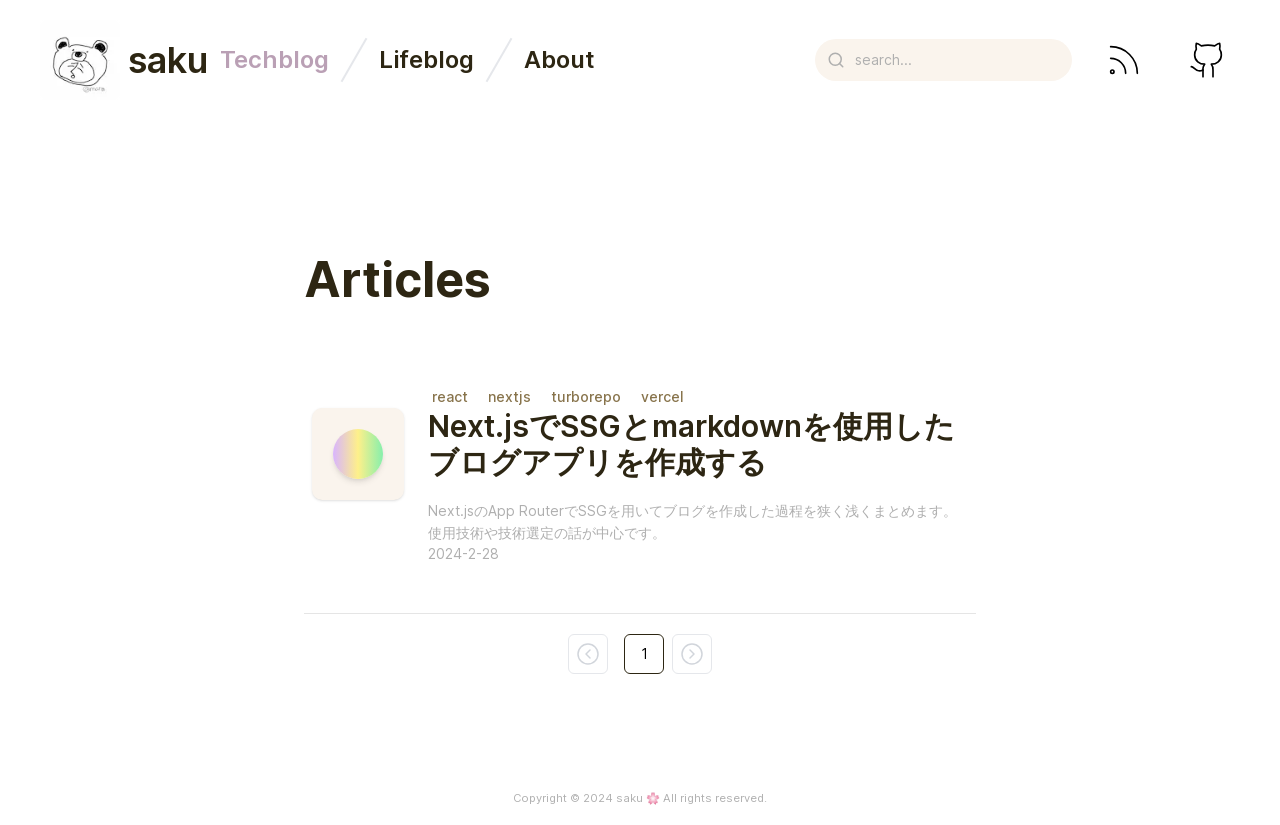 saku Techblog Lifeblog About search...
Articles
react nextjs turborepo vercel
Next.jsでSSGとmarkdownを使用した
ブログアプリを作成する
Next.jsのApp RouterでSSGを用いてブログを作成した過程を狭く浅くまとめます。
使用技術や技術選定の話が中心です。
2024-2-28
1
Copyright © 2024 saku 🌸 All rights reserved.